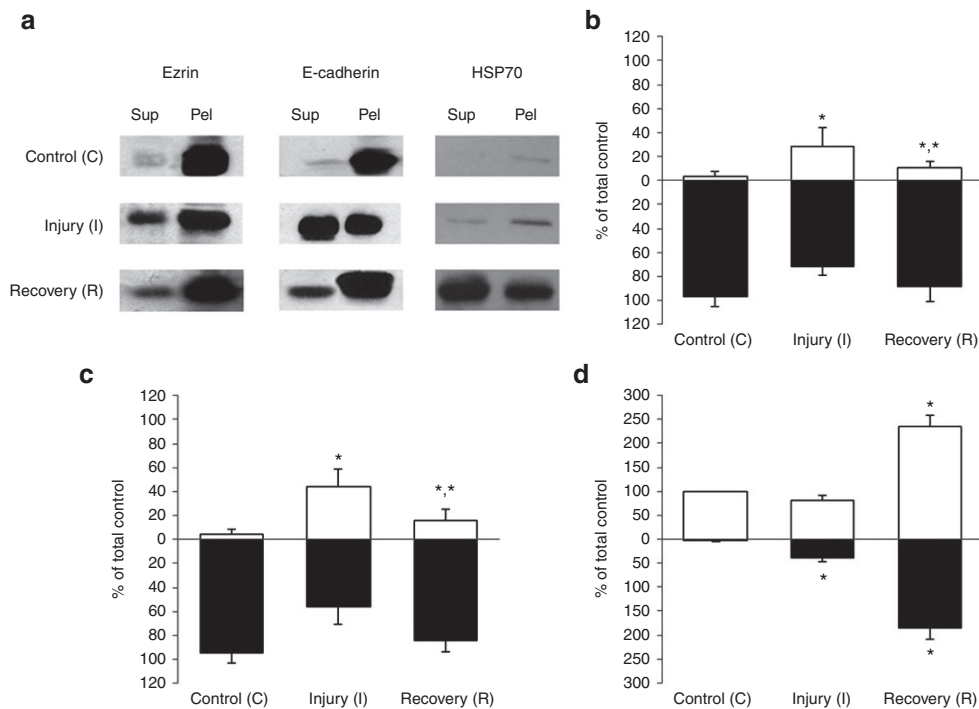 a
Ezrin
E-cadherin
HSP70
Sup
Pel
Sup
Pel
Sup
Pel
Control (C)
Injury (I)
Recovery (R)
b
% of total control
120
100
80
60
40
20
0
20
40
60
80
100
120
*
*,*
Control (C)
Injury (I)
Recovery (R)
c
% of total control
120
100
80
60
40
20
0
20
40
60
80
100
120
*
*,*
Control (C)
Injury (I)
Recovery (R)
d
% of total control
300
250
200
150
100
50
0
50
100
150
200
250
300
*
*
*
Control (C)
Injury (I)
Recovery (R)